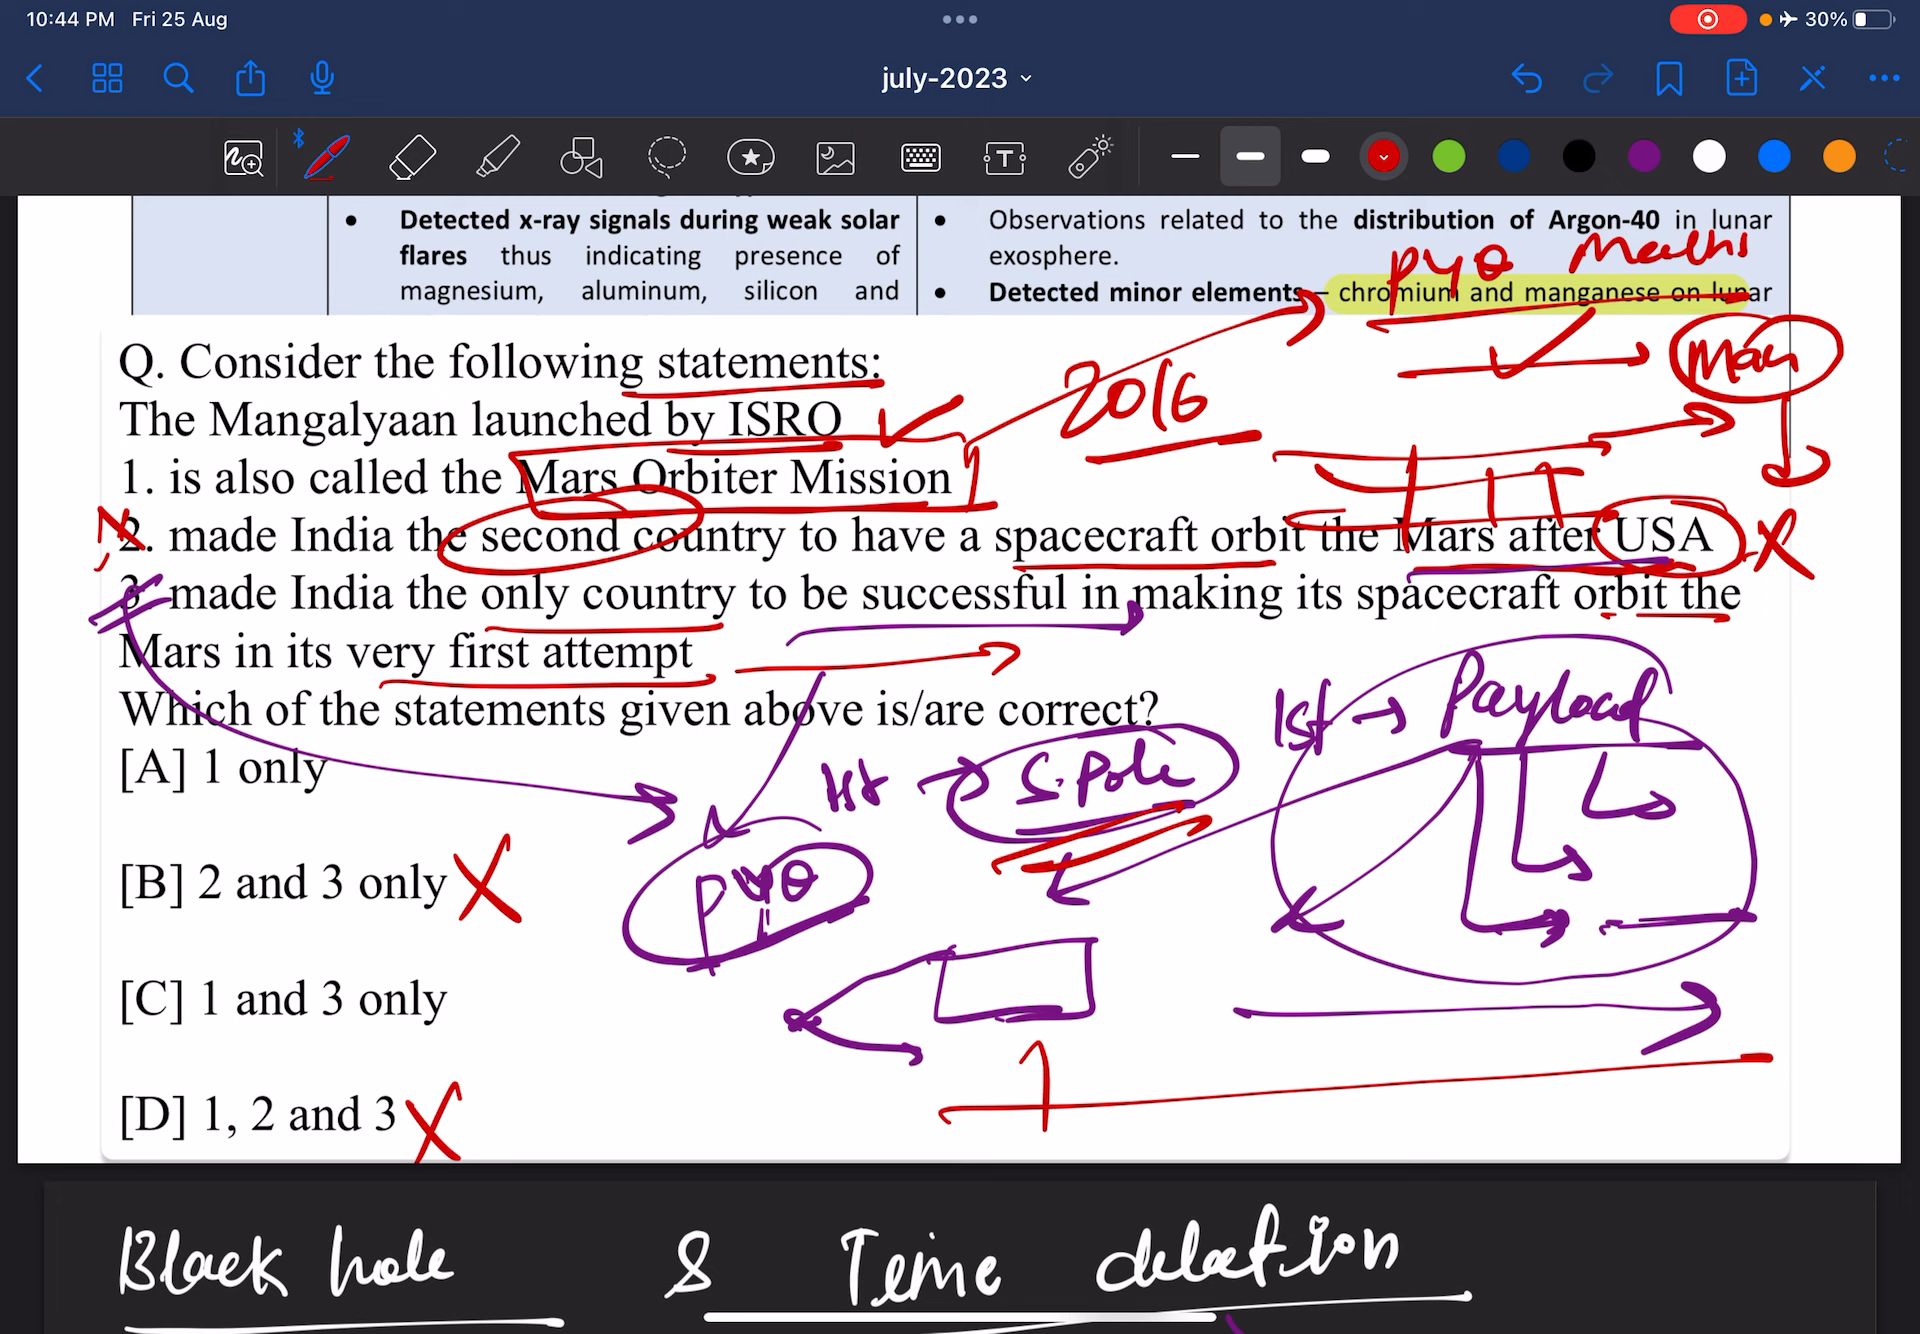 10:44 PM Fri 25 Aug
30%
july-2023
Detected x-ray signals during weak solar
flares thus indicating presence of
magnesium, aluminum, silicon and
Observations related to the distribution of Argon-40 in lunar
exosphere.
Detected minor elements – chromium and manganese on lunar
PYQ
2016
Q. Consider the following statements:
The Mangalyaan launched by ISRO
1. is also called the Mars Orbiter Mission
2. made India the second country to have a spacecraft orbit the Mars after USA
3. made India the only country to be successful in making its spacecraft orbit the
Mars in its very first attempt
Which of the statements given above is/are correct?
1st → Payload
S. Pole
PYQ
[A] 1 only
[B] 2 and 3 only
[C] 1 and 3 only
[D] 1, 2 and 3
Black hole & Teime delation